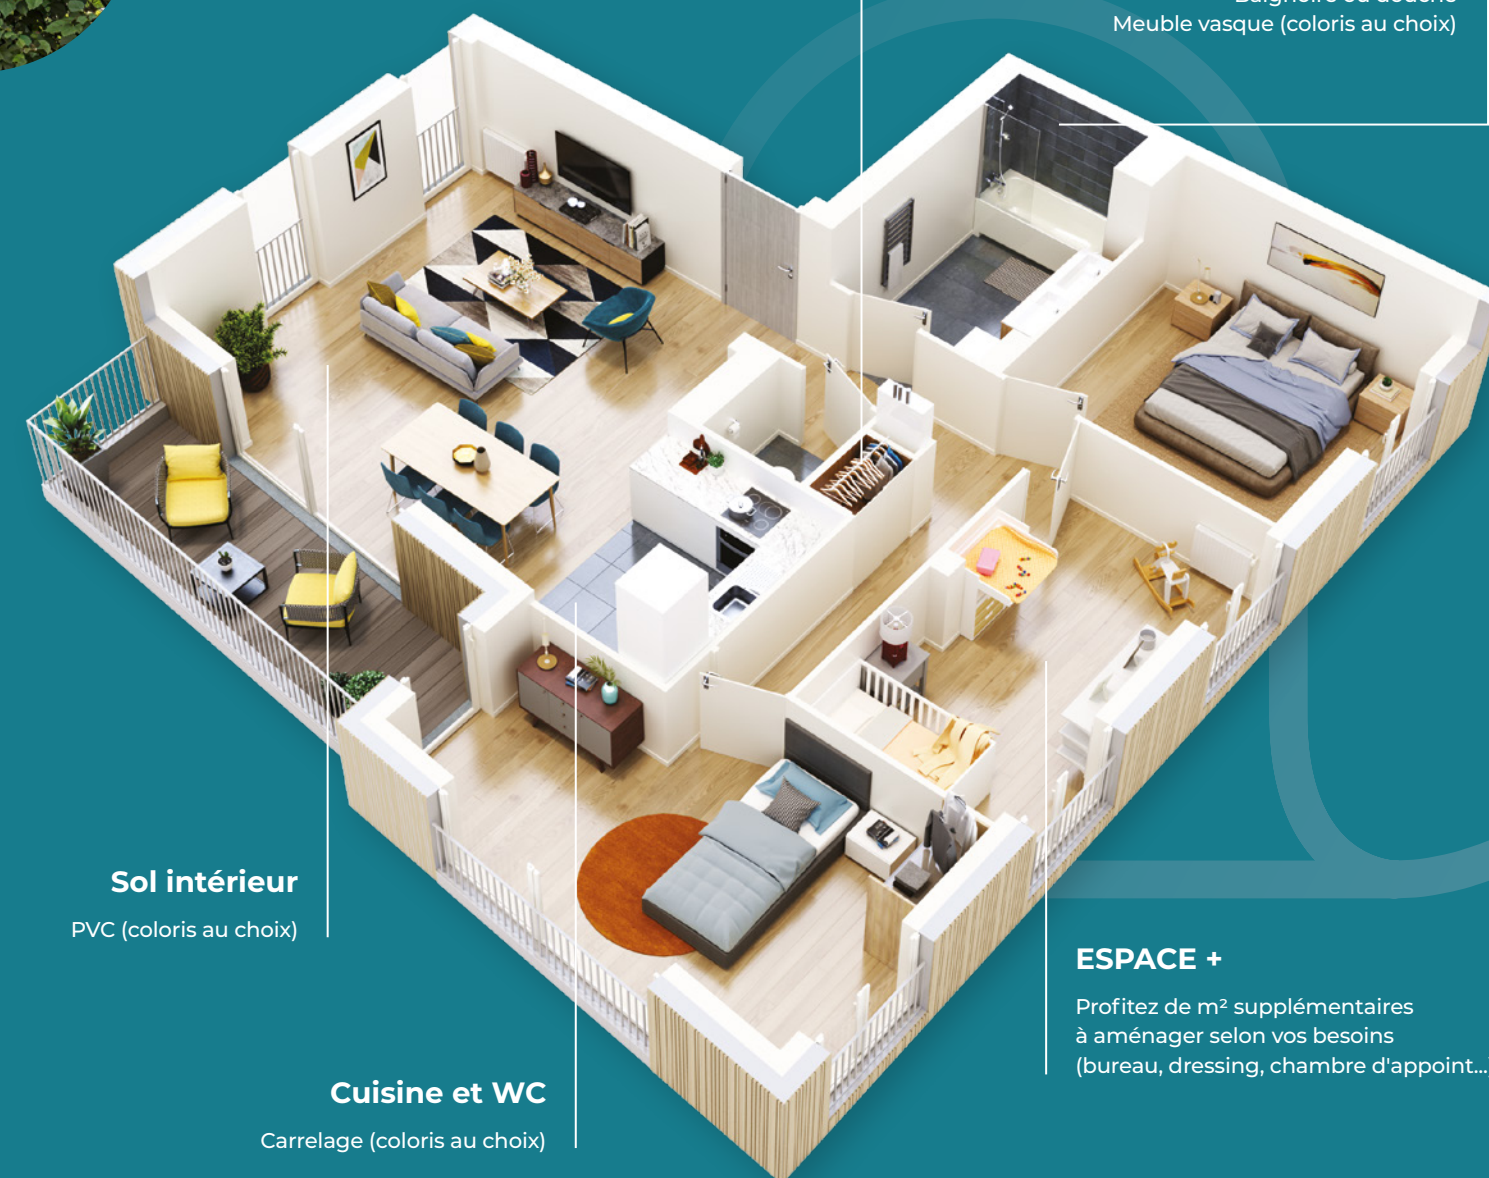 Meuble vasque (coloris au choix)
Sol intérieur
PVC (coloris au choix)
Cuisine et WC
Carrelage (coloris au choix)
ESPACE +
Profitez de m² supplémentaires
à aménager selon vos besoins
(bureau, dressing, chambre d'appoint...